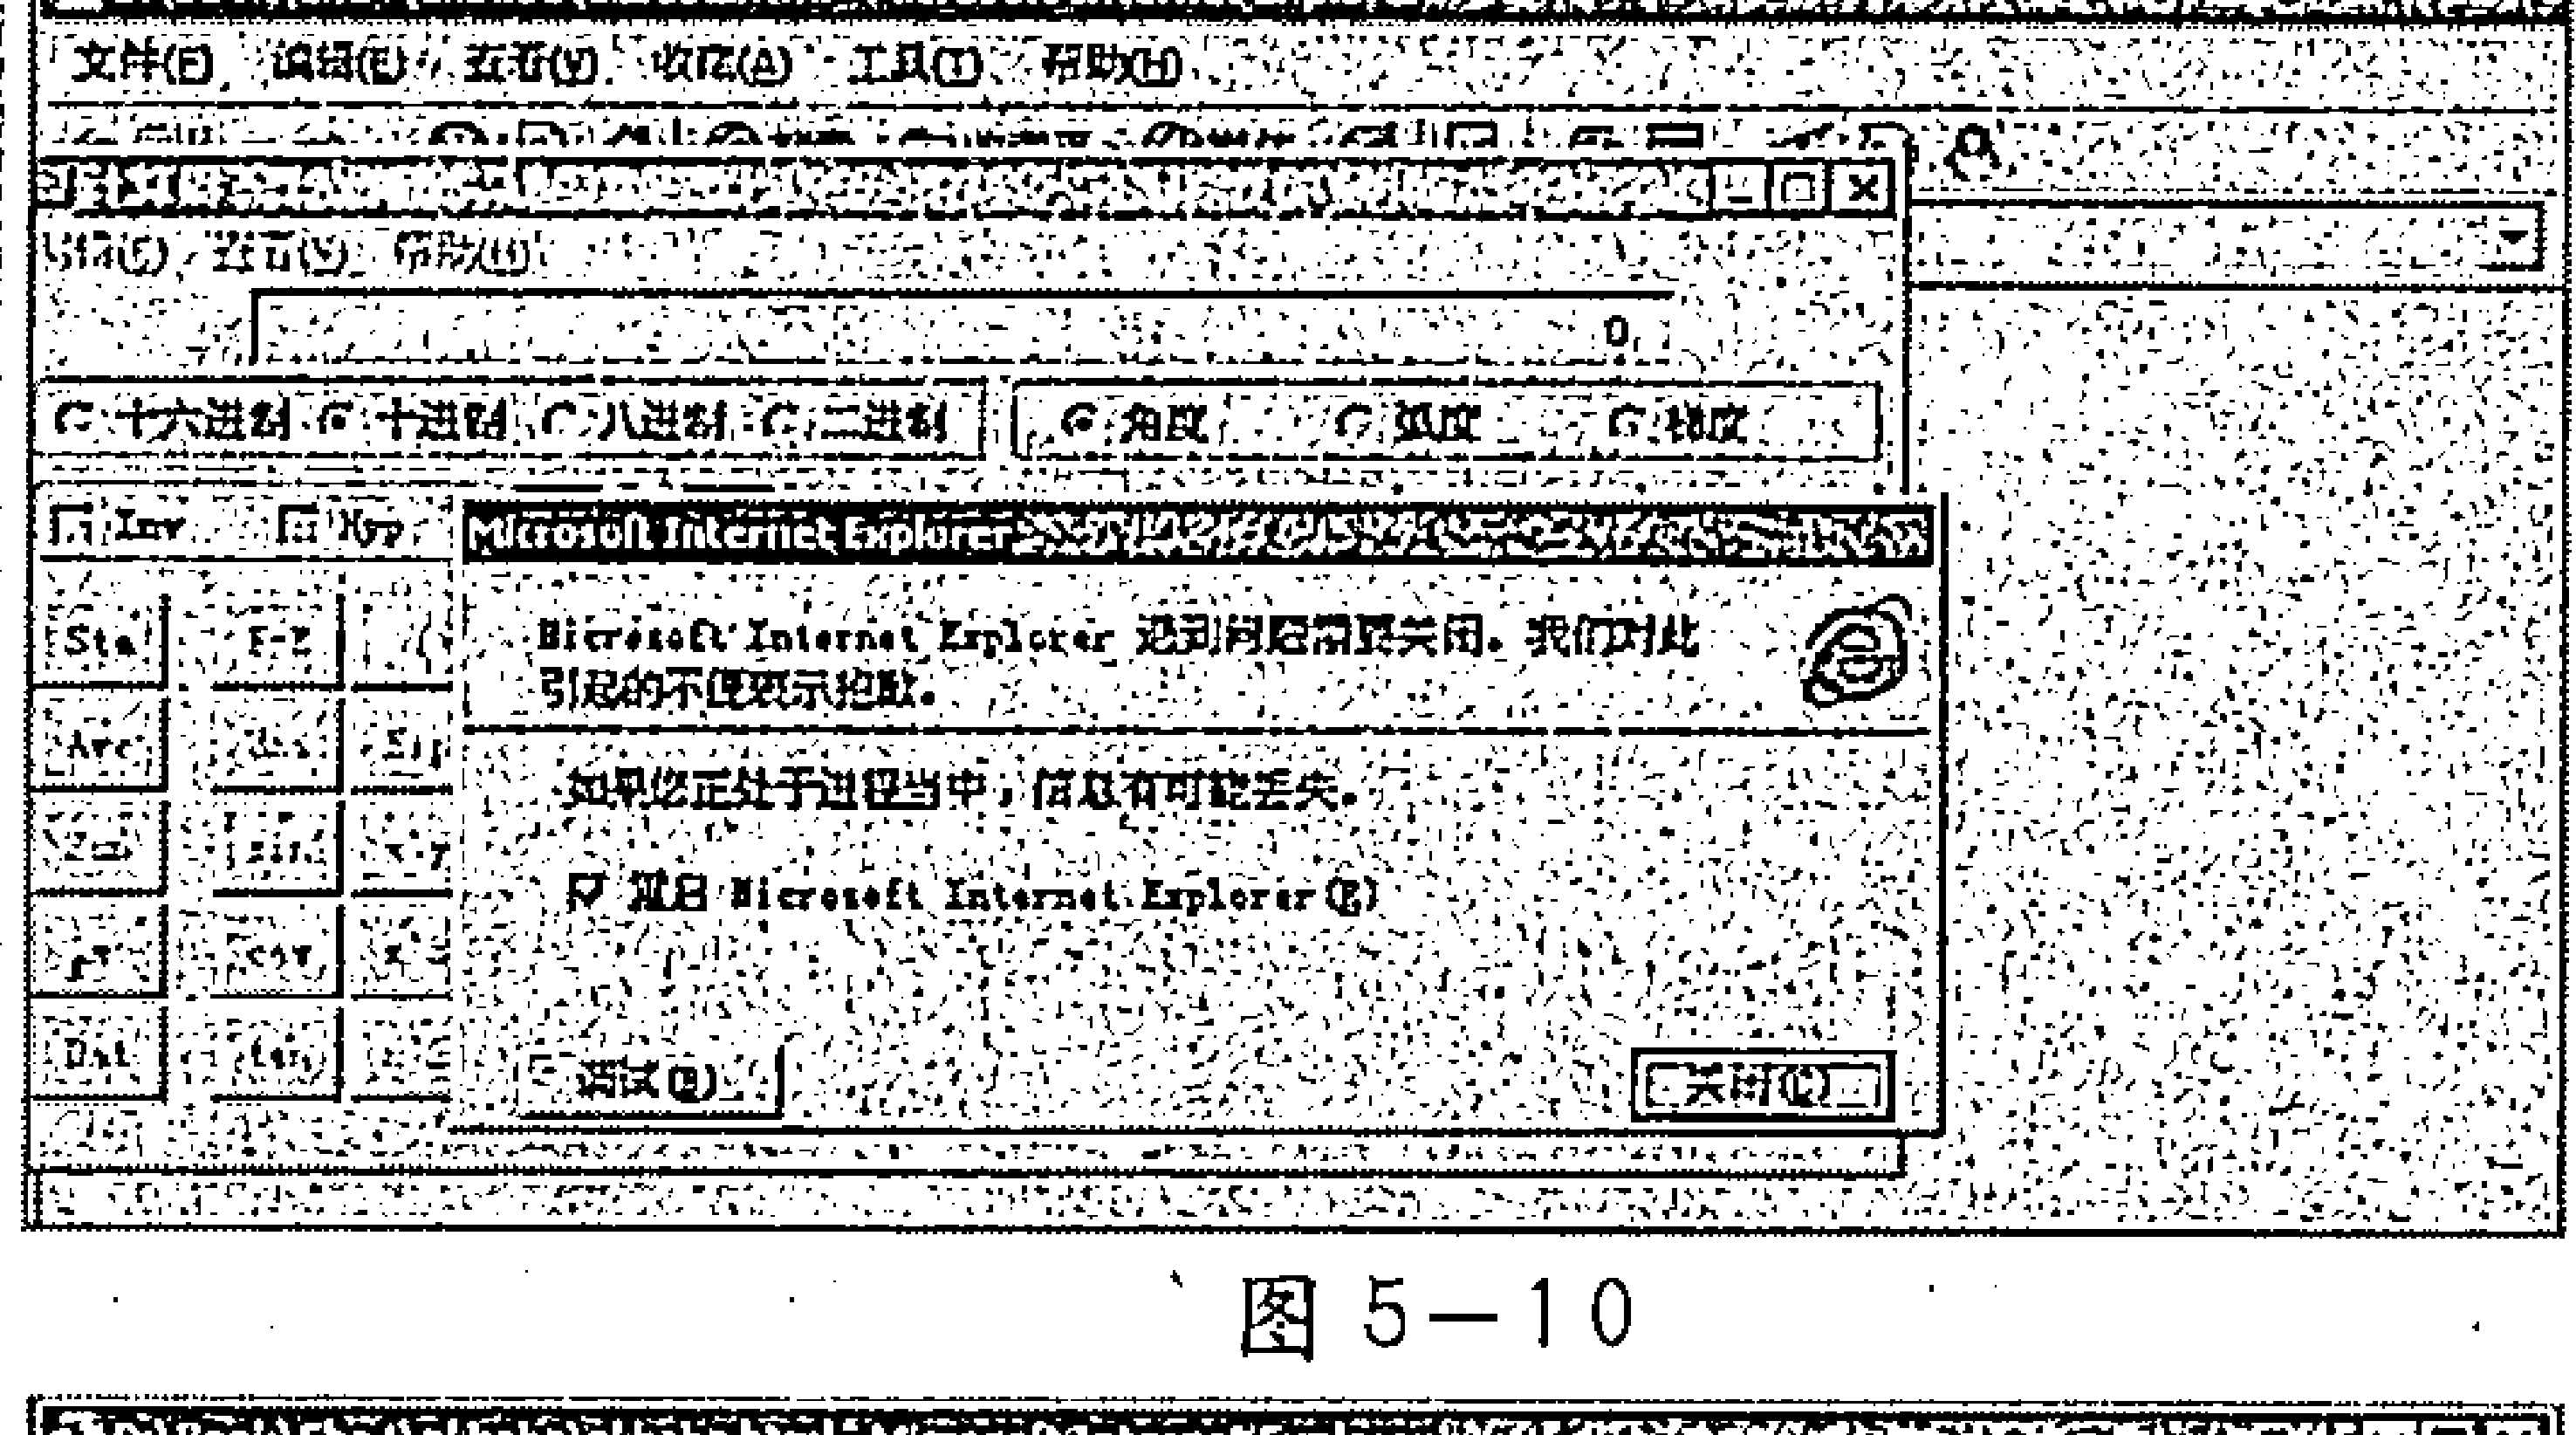 文件(F) 编辑(E) 查看(V) 收藏(A) 工具(T) 帮助(H)
查看(V) 帮助(H)
0.
十六进制 十进制 八进制 二进制 角度 弧度 梯度
Inv Hyp
Microsoft Internet Explorer
Sta F-E (
Microsoft Internet Explorer 遇到问题需要关闭。我们对此
引起的不便表示抱歉。
Ave
如果您正处于进程当中，信息有可能丢失。
sin
重启 Microsoft Internet Explorer(R)
cos
Dat tan
调试(B) 关闭(C)
图 5-10